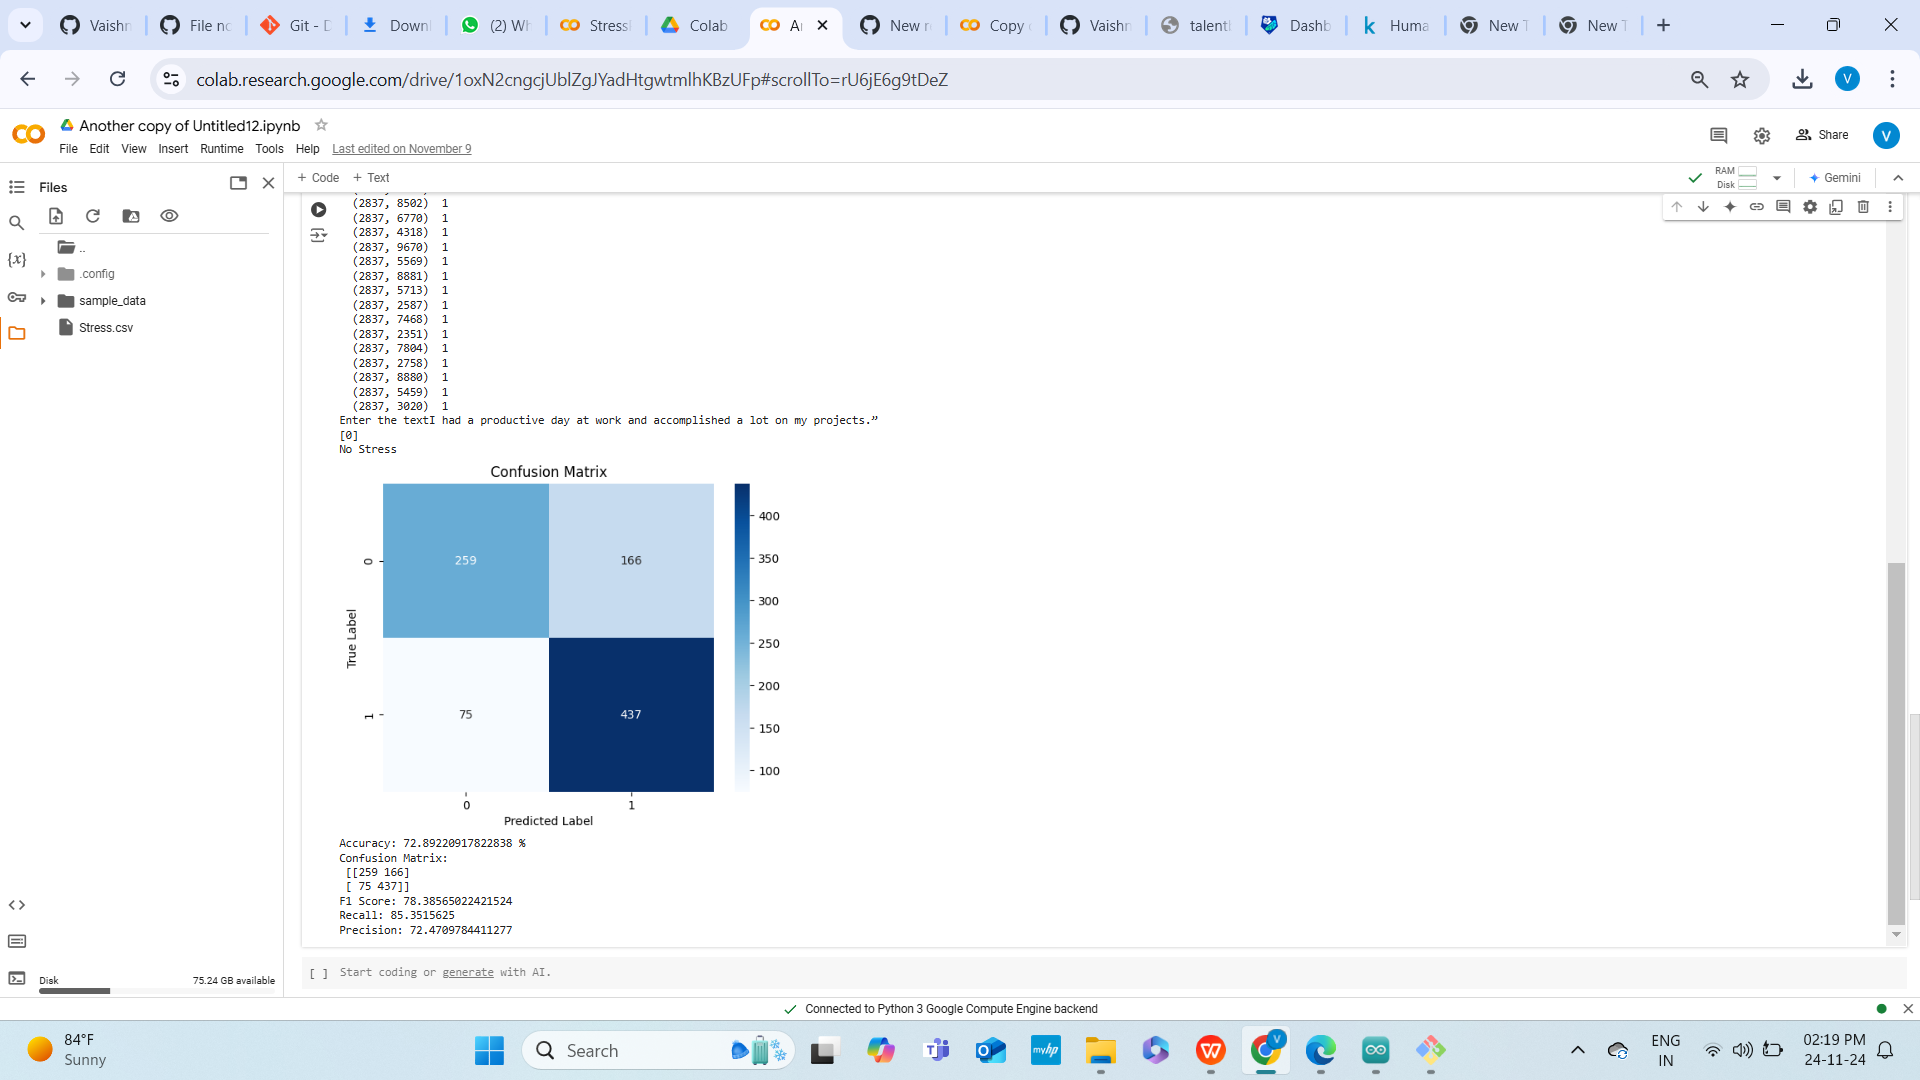 Vaishn
File no
Git - D
Downl
(2) Wh
Stressl
Colab
A
New r
Copy
Vaishn
talent
Dashb
Huma
New T
New T
colab.research.google.com/drive/1oxN2cngcjUblZgJYadHtgwtmlhKBzUFp#scrollTo=rU6jE6g9tDeZ
V
Another copy of Untitled12.ipynb
File Edit View Insert Runtime Tools Help Last edited on November 9
Share
V
Files
+ Code + Text
RAM
Disk
Gemini
..
.config
sample_data
Stress.csv
{x}
(2837, 8502) 1
(2837, 6770) 1
(2837, 4318) 1
(2837, 9670) 1
(2837, 5569) 1
(2837, 8881) 1
(2837, 5713) 1
(2837, 2587) 1
(2837, 7468) 1
(2837, 2351) 1
(2837, 7804) 1
(2837, 2758) 1
(2837, 8880) 1
(2837, 5459) 1
(2837, 3020) 1
Enter the textI had a productive day at work and accomplished a lot on my projects.”
[0]
No Stress
Confusion Matrix
True Label
0
1
259
166
75
437
0
1
Predicted Label
400
350
300
250
200
150
100
Accuracy: 72.89220917822838 %
Confusion Matrix:
[[259 166]
[ 75 437]]
F1 Score: 78.38565022421524
Recall: 85.3515625
Precision: 72.4709784411277
[ ] Start coding or generate with AI.
Disk 75.24 GB available
Connected to Python 3 Google Compute Engine backend
84°F
Sunny
Search
myhp
V
ENG
IN
02:19 PM
24-11-24